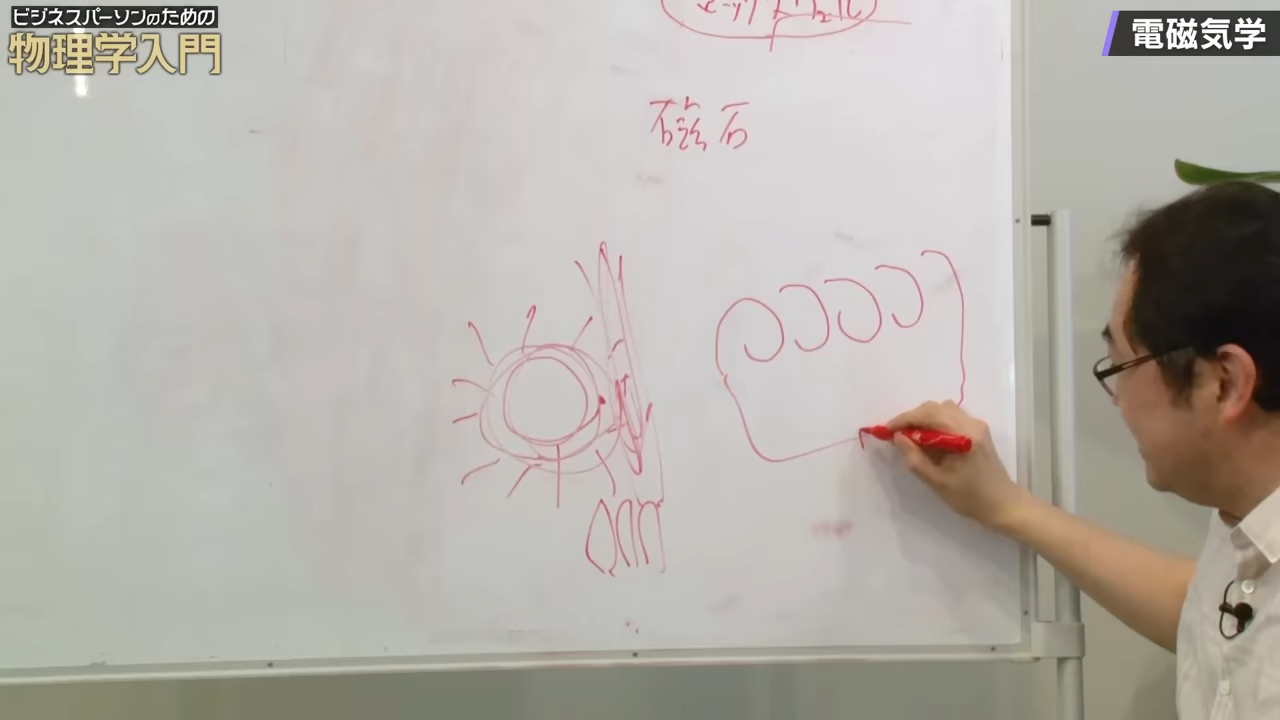 ビジネスパーソンのための
物理学入門
電磁気学
磁石